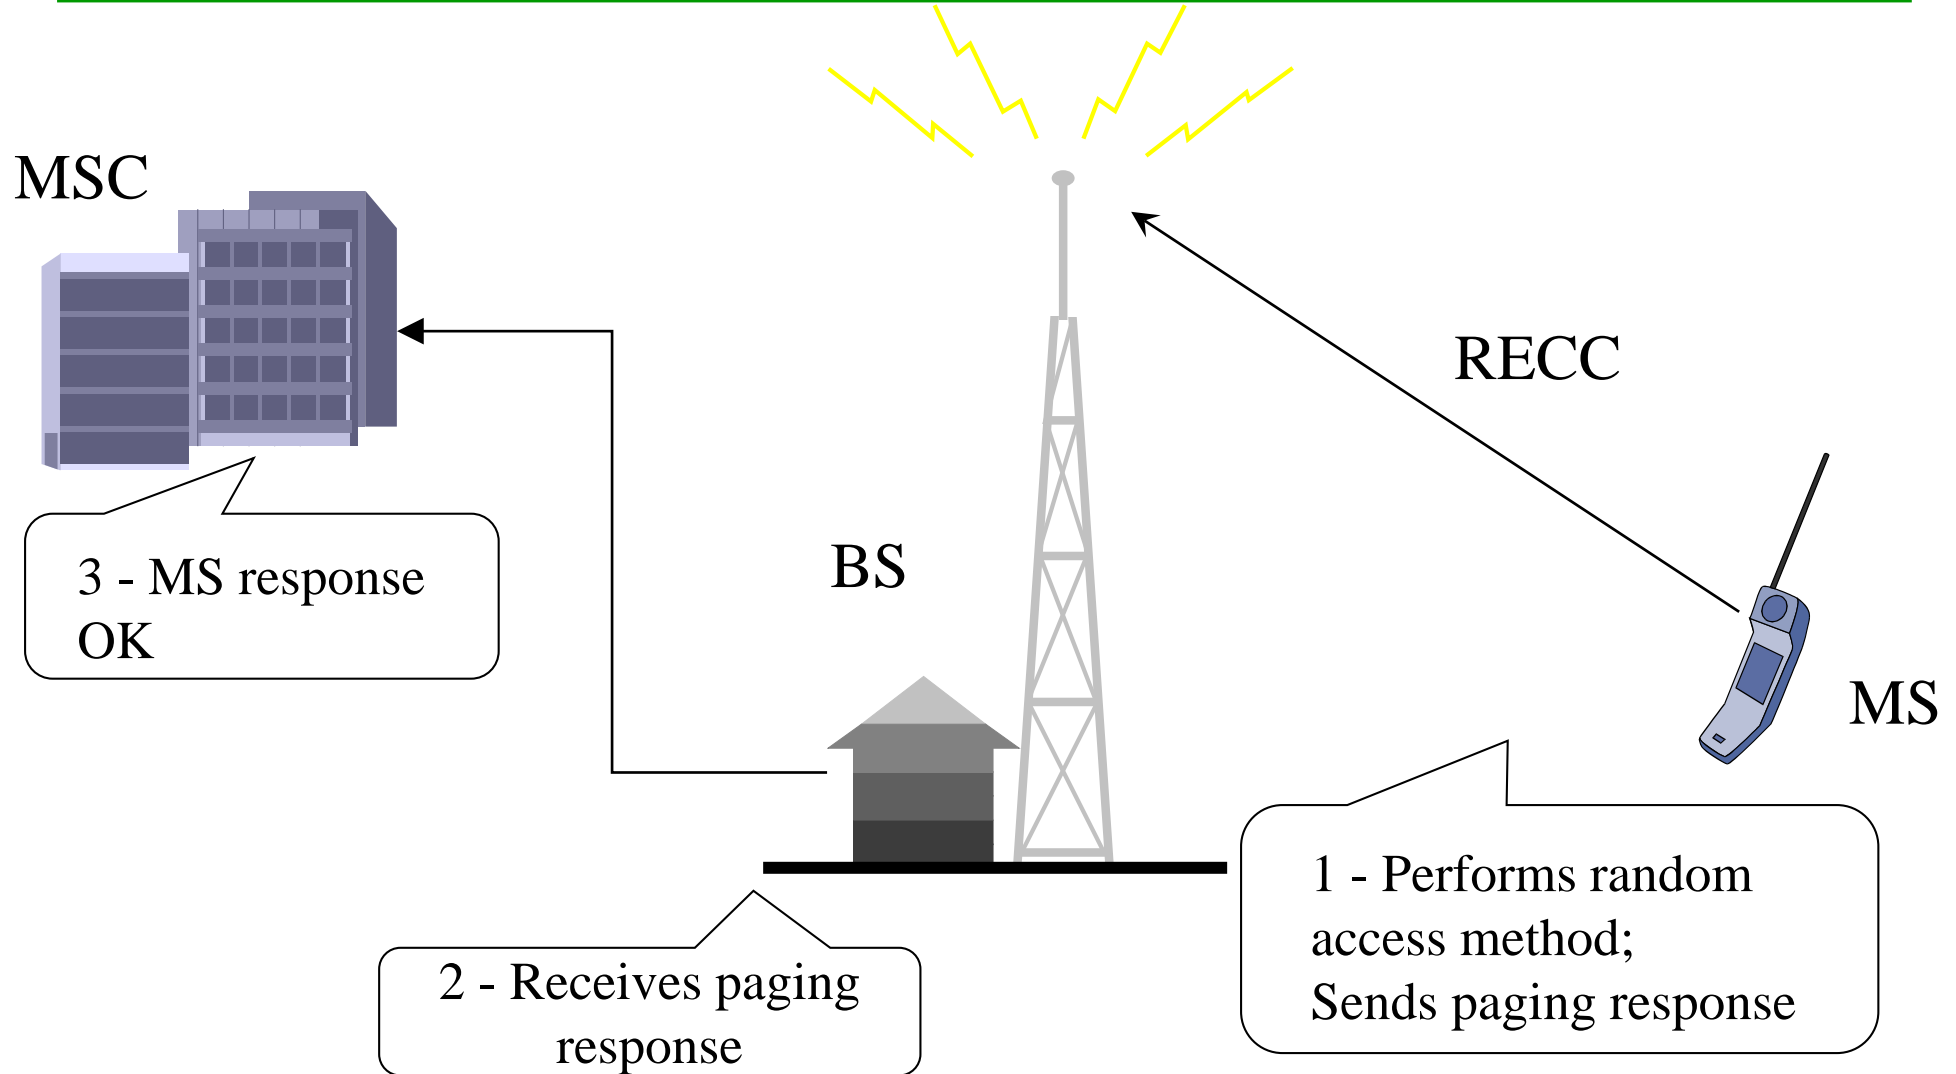 MSC
RECC
BS
3 - MS response
OK
MS
1 - Performs random
access method;
Sends paging response
2 - Receives paging
response